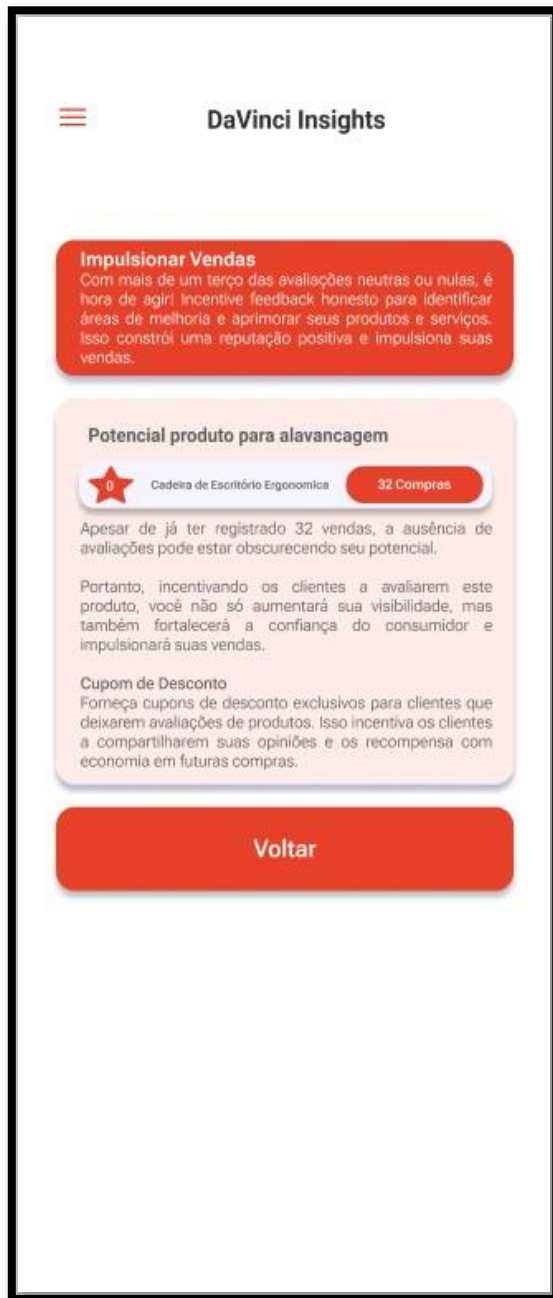 DaVinci Insights
Impulsionar Vendas
Com mais de um terço das avaliações neutras ou nulas, é
hora de agir! Incentive feedback honesto para identificar
áreas de melhoria e aprimorar seus produtos e serviços.
Isso constrói uma reputação positiva e impulsiona suas
vendas.
Potencial produto para alavancagem
0 Cadeira de Escritório Ergonomica 32 Compras
Apesar de já ter registrado 32 vendas, a ausência de
avaliações pode estar obscurecendo seu potencial.
Portanto, incentivando os clientes a avaliarem este
produto, você não só aumentará sua visibilidade, mas
também fortalecerá a confiança do consumidor e
impulsionará suas vendas.
Cupom de Desconto
Forneça cupons de desconto exclusivos para clientes que
deixarem avaliações de produtos. Isso incentiva os clientes
a compartilharem suas opiniões e os recompensa com
economia em futuras compras.
Voltar